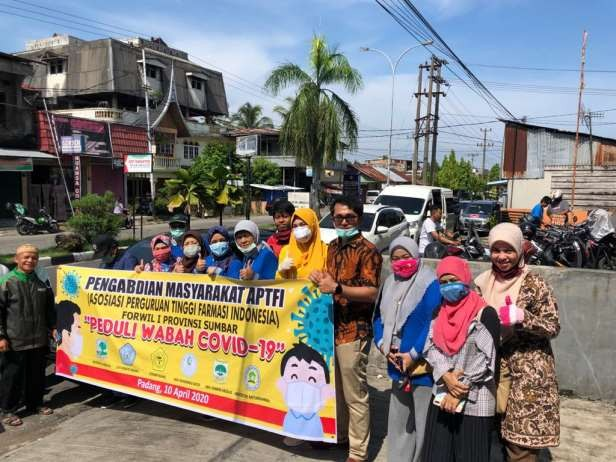 PENGABDIAN MASYARAKAT APTFI
(ASOSIASI PERGURUAN TINGGI FARMASI INDONESIA)
FORWIL I PROVINSI SUMBAR
"PEDULI WABAH COVID-19"
Padang, 10 April 2020